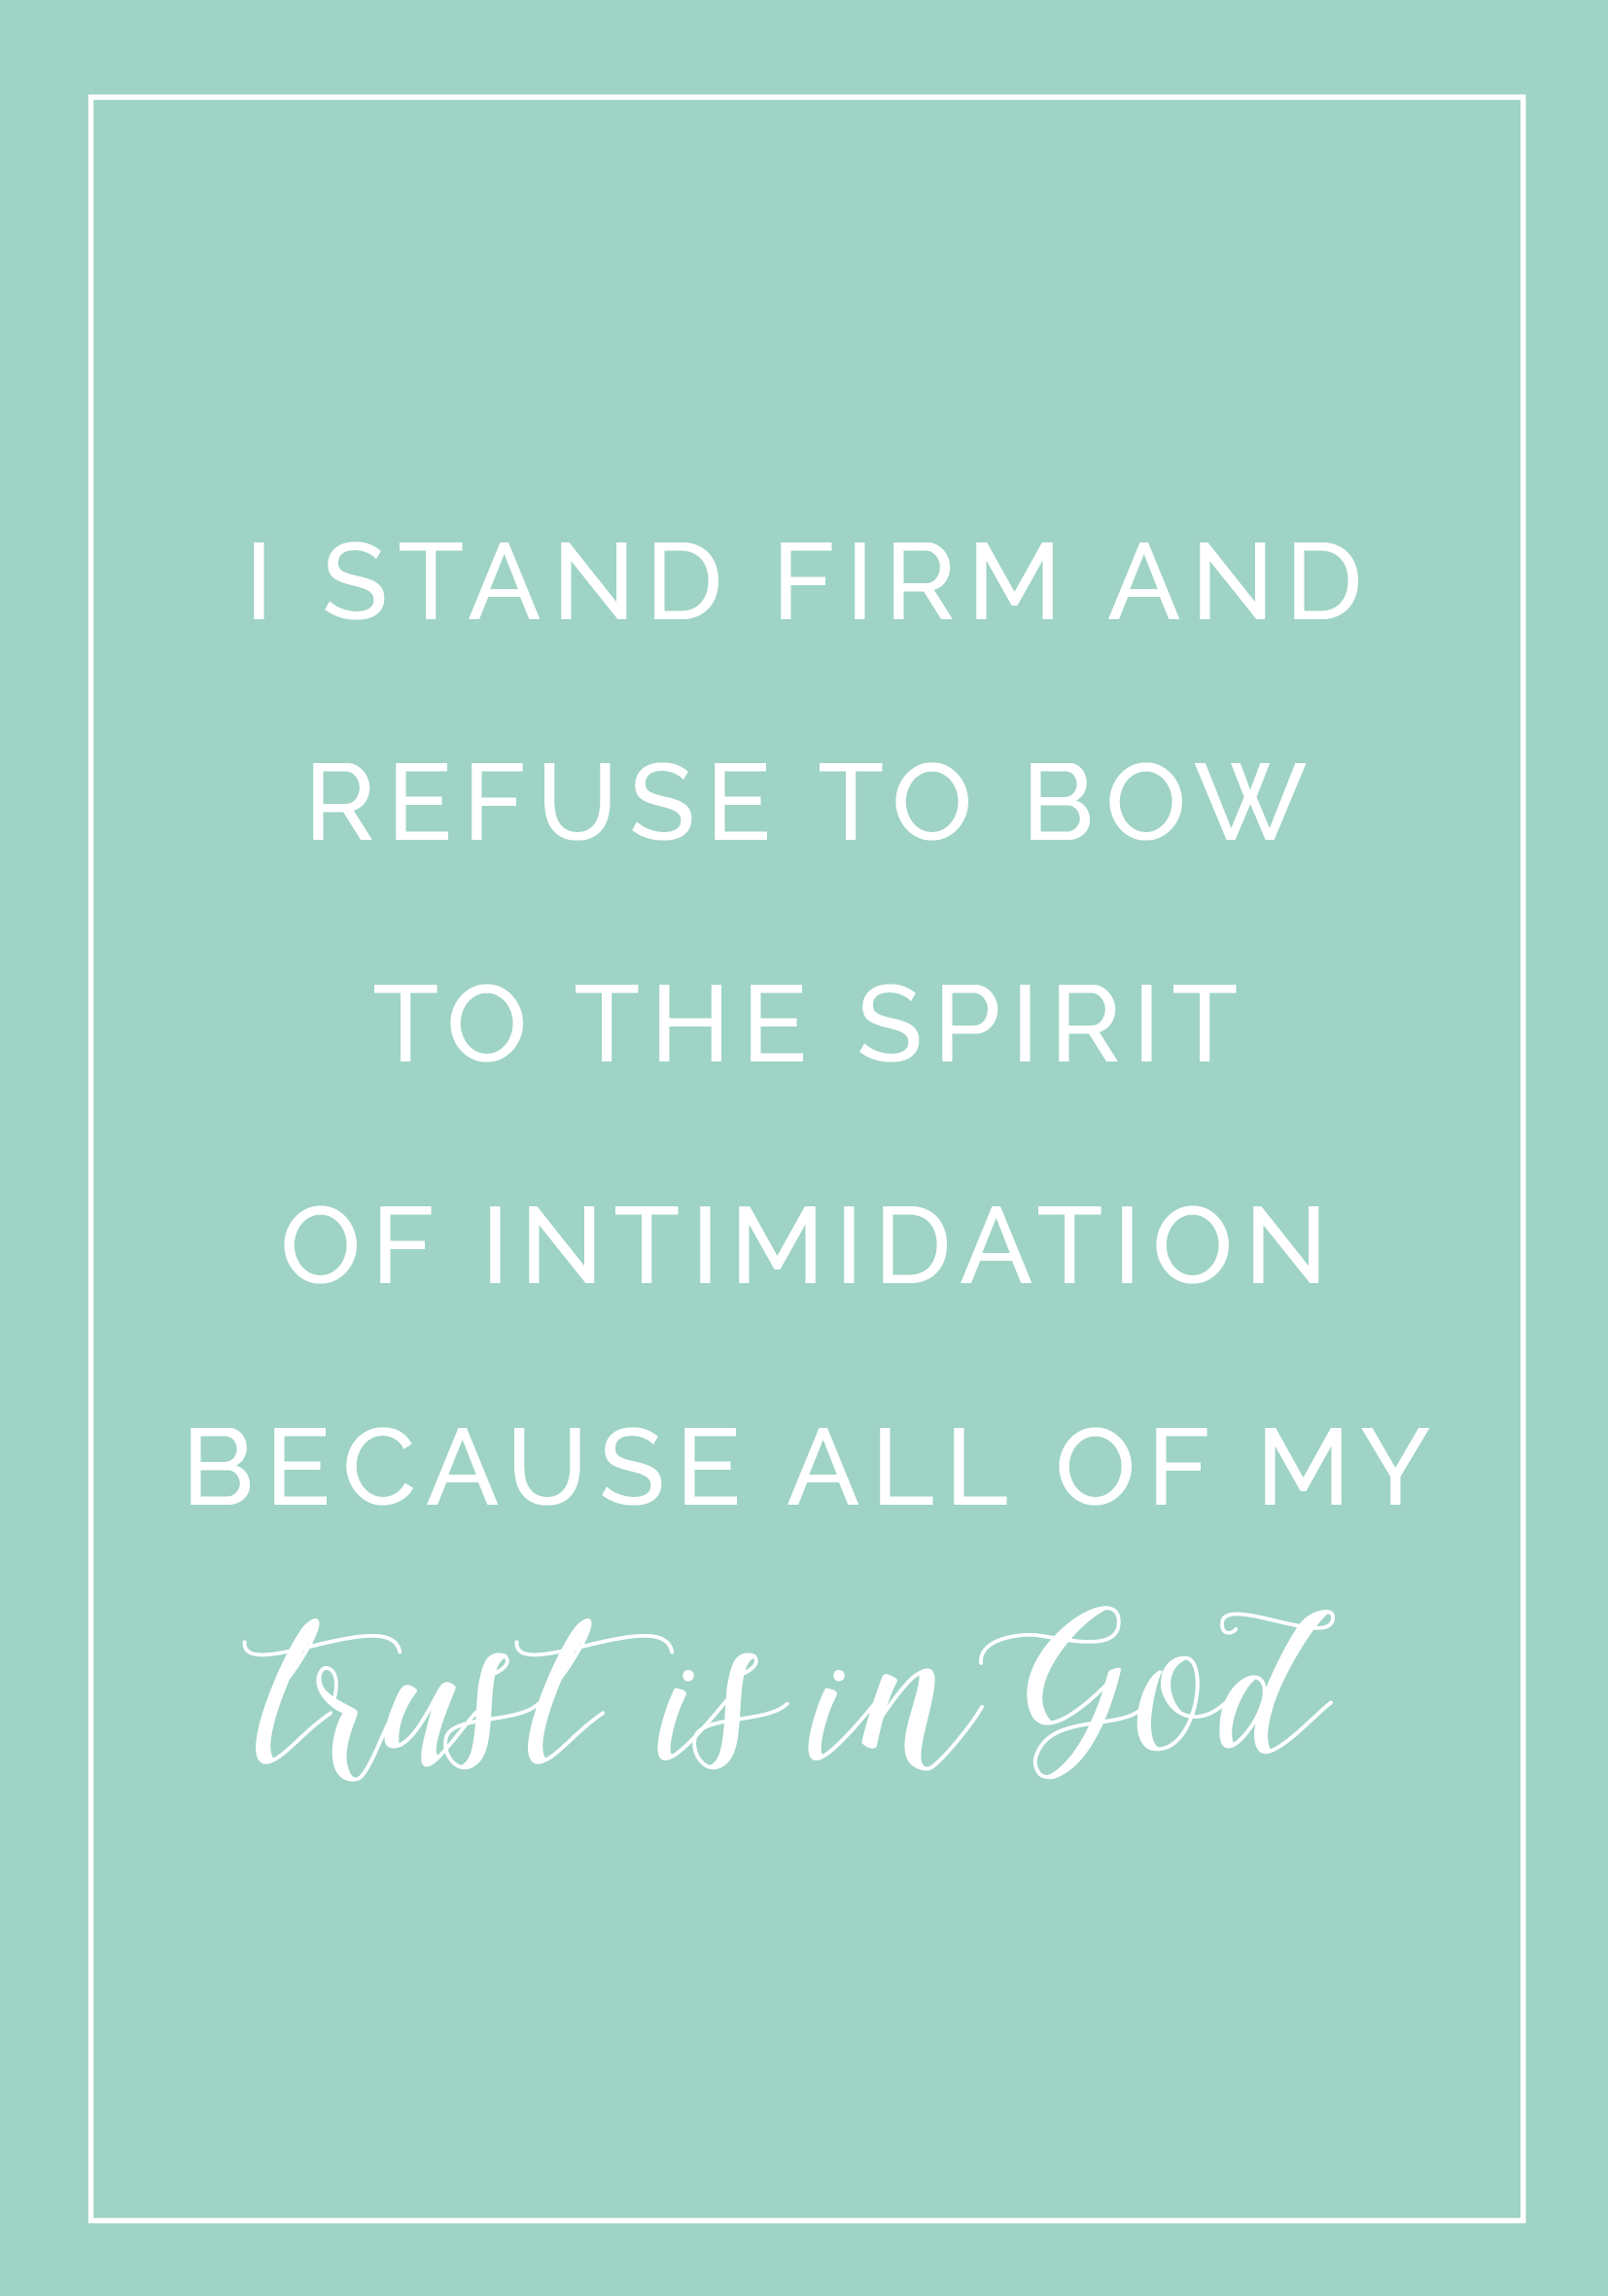 I STAND FIRM AND
REFUSE TO BOW
TO THE SPIRIT
OF INTIMIDATION
BECAUSE ALL OF MY
trust is in God